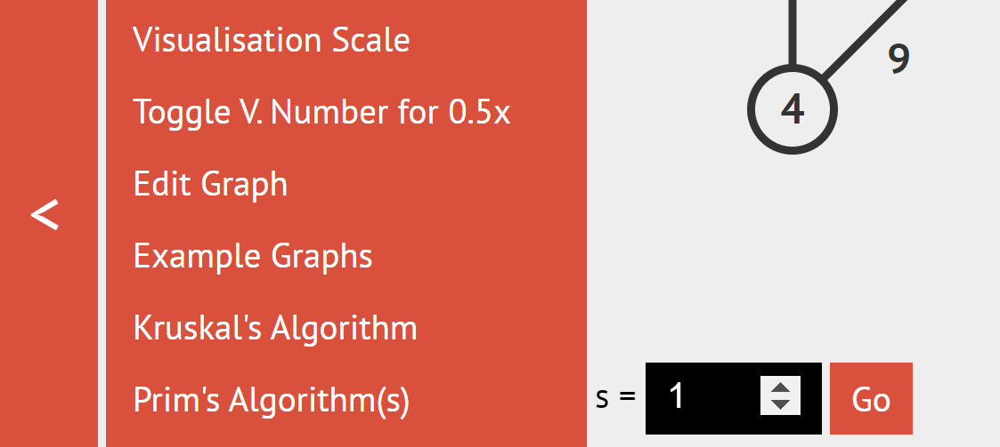 Visualisation Scale
Toggle V. Number for 0.5x
Edit Graph
Example Graphs
Kruskal's Algorithm
Prim's Algorithm(s)
<
9
4
s = 1 Go